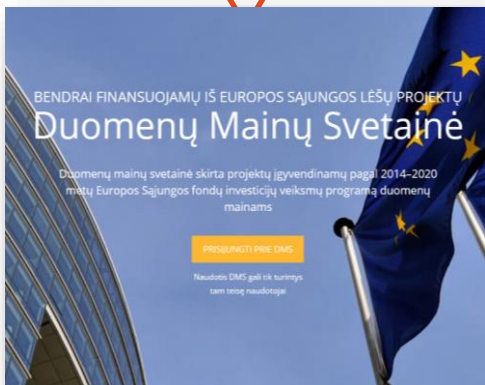 BENDRAI FINANSUOJAMŲ IŠ EUROPOS SĄJUNGOS LĖŠŲ PROJEKTŲ
Duomenų Mainų Svetainė
Duomenų mainų svetainė skirta projektų įgyvendinamų pagal 2014–2020
metų Europos Sąjungos fondų investicijų veiksmų programą duomenų
mainams
PRISIJUNGTI PRIE DMS
Naudotis DMS gali tik turintys
tam teisę naudotojai